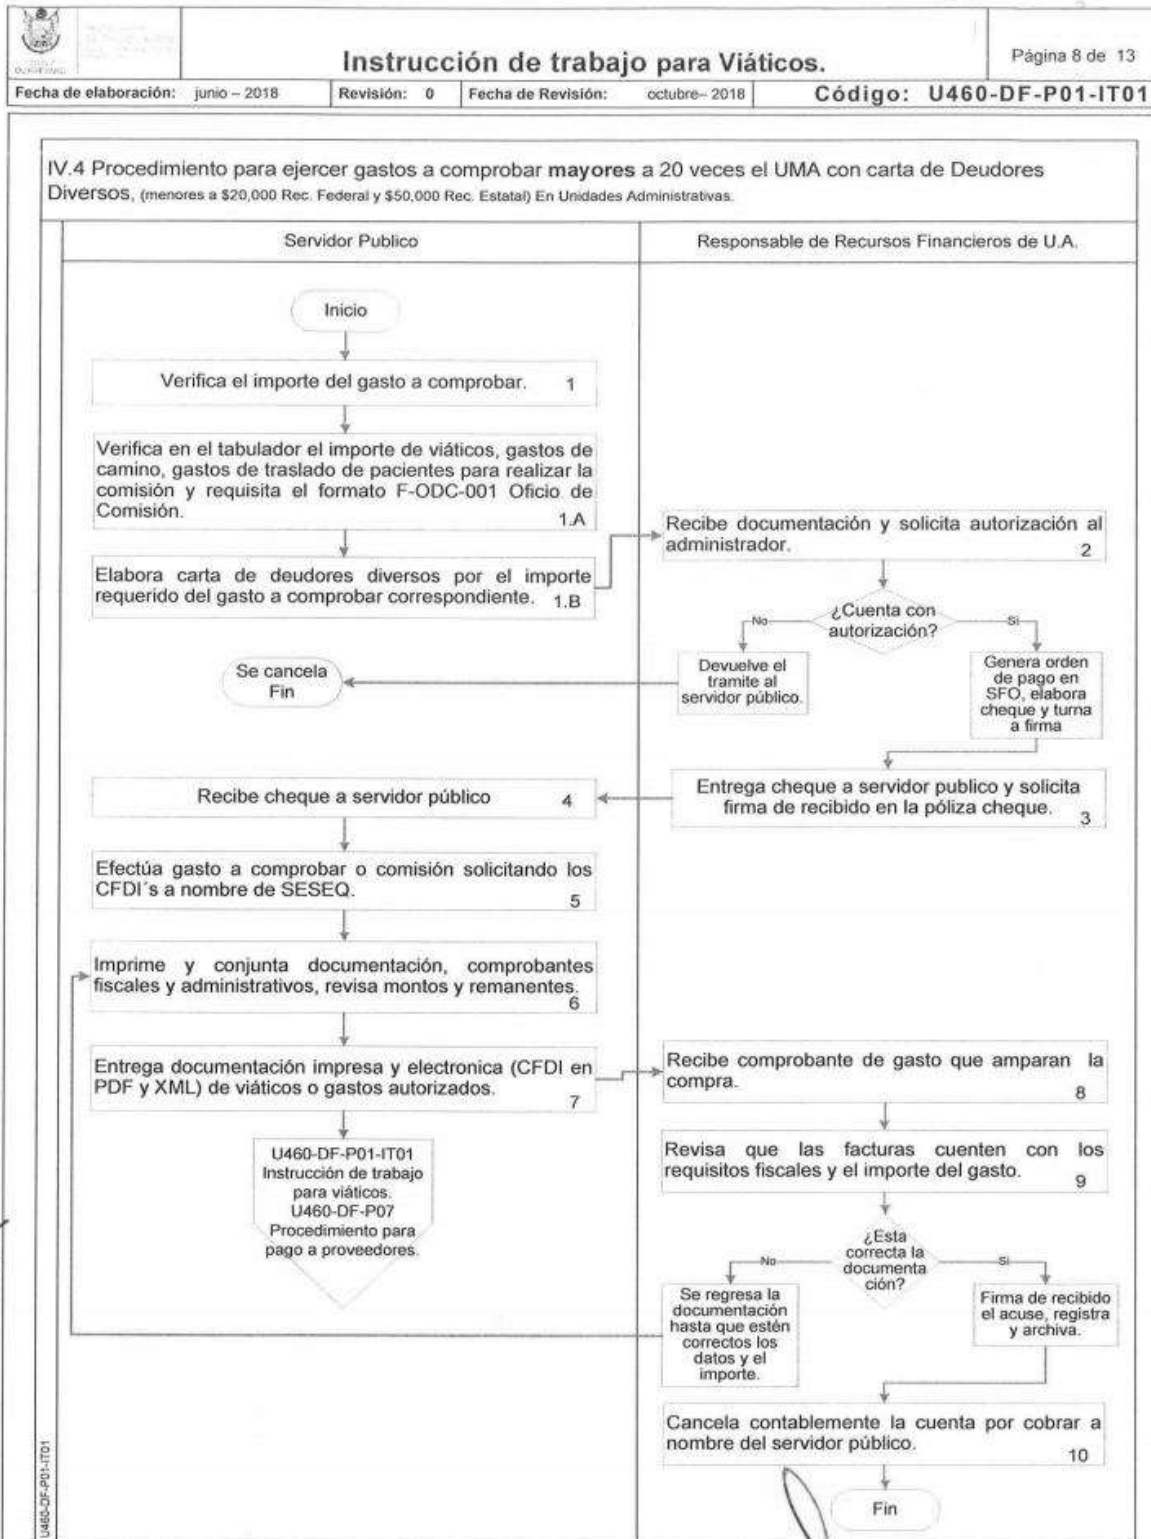 Instrucción de trabajo para Viáticos.
Página 8 de 13
Fecha de elaboración: junio – 2018
Revisión: 0
Fecha de Revisión: octubre– 2018
Código: U460-DF-P01-IT01
IV.4 Procedimiento para ejercer gastos a comprobar mayores a 20 veces el UMA con carta de Deudores
Diversos, (menores a $20,000 Rec. Federal y $50,000 Rec. Estatal) En Unidades Administrativas.
Servidor Publico
Responsable de Recursos Financieros de U.A.
Inicio
Verifica el importe del gasto a comprobar. 1
Verifica en el tabulador el importe de viáticos, gastos de
camino, gastos de traslado de pacientes para realizar la
comisión y requisita el formato F-ODC-001 Oficio de
Comisión. 1.A
Elabora carta de deudores diversos por el importe
requerido del gasto a comprobar correspondiente. 1.B
Recibe documentación y solicita autorización al
administrador. 2
¿Cuenta con
autorización?
No
Si
Devuelve el
tramite al
servidor público.
Genera orden
de pago en
SFO, elabora
cheque y turna
a firma
Se cancela
Fin
Entrega cheque a servidor publico y solicita
firma de recibido en la póliza cheque. 3
Recibe cheque a servidor público 4
Efectúa gasto a comprobar o comisión solicitando los
CFDI´s a nombre de SESEQ. 5
Imprime y conjunta documentación, comprobantes
fiscales y administrativos, revisa montos y remanentes.
6
Entrega documentación impresa y electronica (CFDI en
PDF y XML) de viáticos o gastos autorizados. 7
U460-DF-P01-IT01
Instrucción de trabajo
para viáticos.
U460-DF-P07
Procedimiento para
pago a proveedores.
Recibe comprobante de gasto que amparan la
compra. 8
Revisa que las facturas cuenten con los
requisitos fiscales y el importe del gasto. 9
¿Esta
correcta la
documenta
ción?
No
Si
Se regresa la
documentación
hasta que estén
correctos los
datos y el
importe.
Firma de recibido
el acuse, registra
y archiva.
Cancela contablemente la cuenta por cobrar a
nombre del servidor público. 10
Fin
U460-DF-P01-IT01